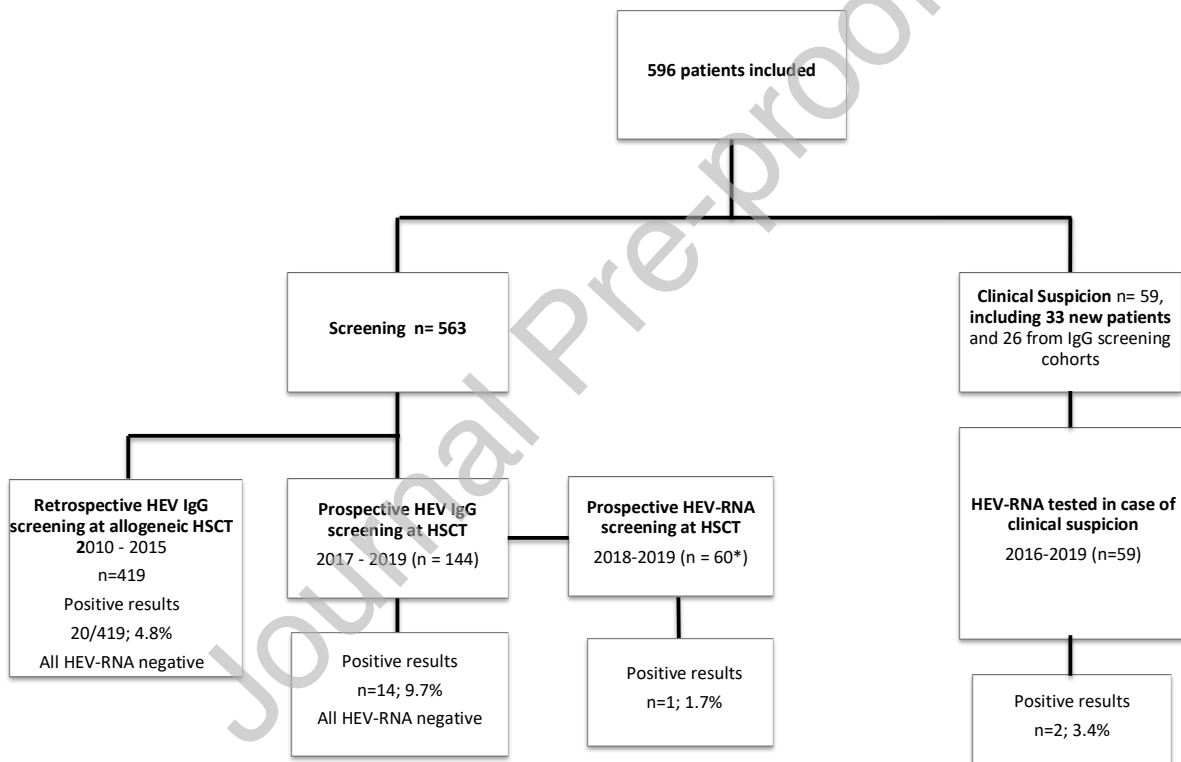 596 patients included
Screening n= 563
Clinical Suspicion n= 59,
including 33 new patients
and 26 from IgG screening
cohorts
Retrospective HEV IgG
screening at allogeneic HSCT
2010 - 2015
n=419
Positive results
20/419; 4.8%
All HEV-RNA negative
Prospective HEV IgG
screening at HSCT
2017 - 2019 (n = 144)
Prospective HEV-RNA
screening at HSCT
2018-2019 (n = 60*)
HEV-RNA tested in case of
clinical suspicion
2016-2019 (n=59)
Positive results
n=14; 9.7%
All HEV-RNA negative
Positive results
n=1; 1.7%
Positive results
n=2; 3.4%
Journal Pre-proof